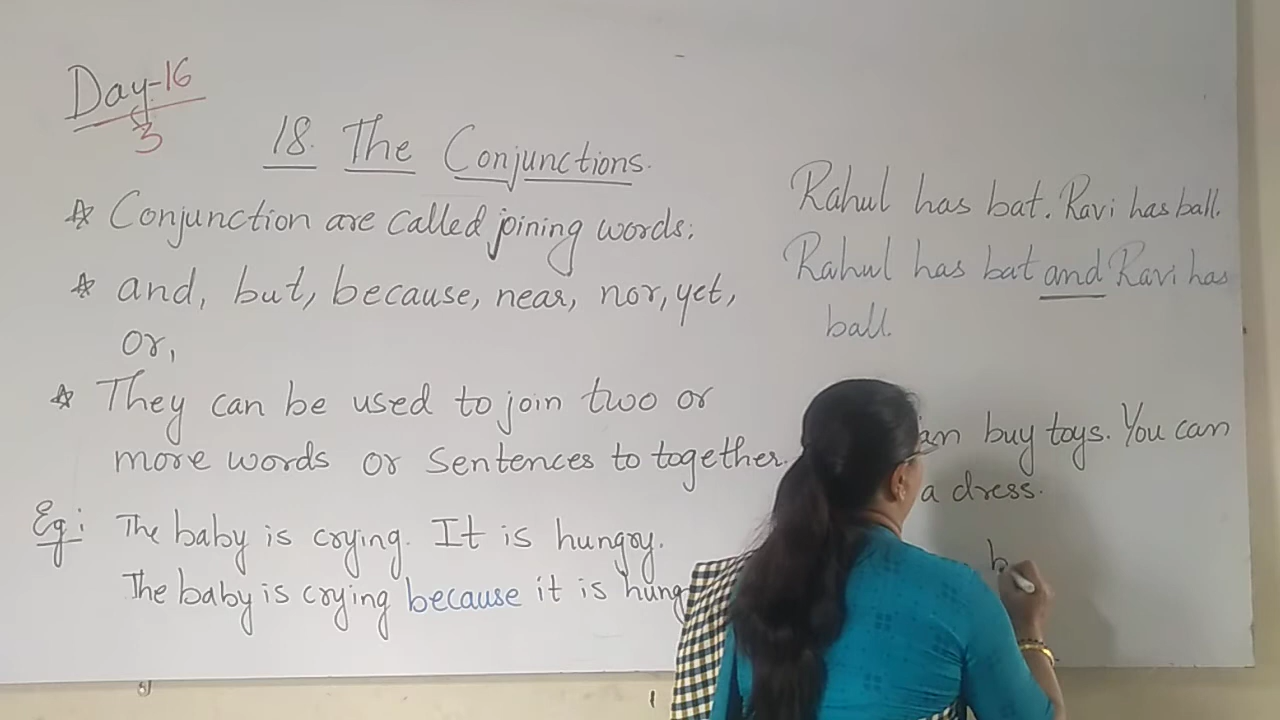 Day-16
3
18. The Conjunctions.
☆ Conjunction are called joining words.
☆ and, but, because, near, nor, yet,
or,
☆ They can be used to join two or
more words or sentences to together.
Eg: The baby is crying. It is hungry.
The baby is crying because it is
Rahul has bat. Ravi has ball.
Rahul has bat and Ravi has
ball.
buy toys. You can
a dress.
b